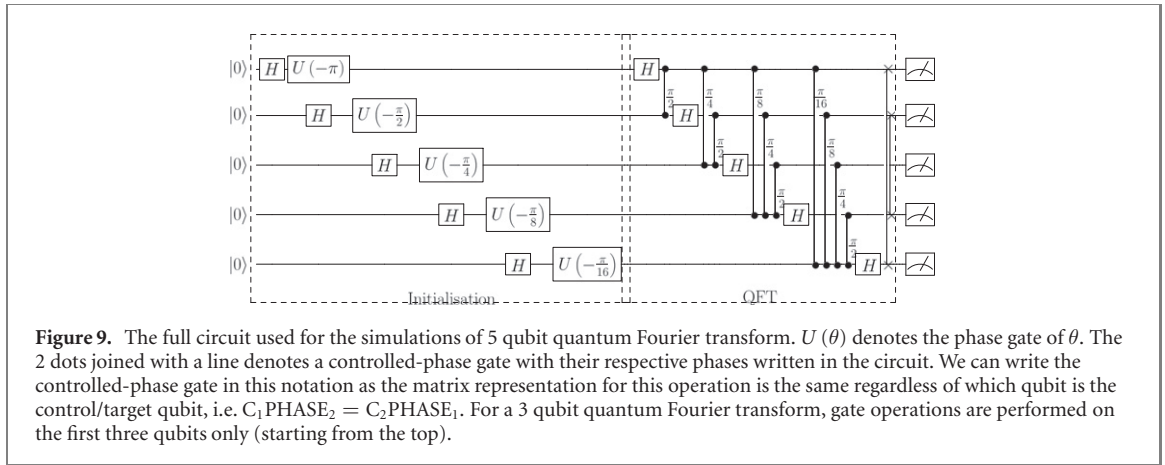 |0⟩ H U (−π) H
π/2 π/4 π/8 π/16
|0⟩ H U (−π/2) H
π/2 π/4 π/8
|0⟩ H U (−π/4) H
π/2 π/4
|0⟩ H U (−π/8) H
π/2
|0⟩ H U (−π/16) H
Initialisation QFT
Figure 9. The full circuit used for the simulations of 5 qubit quantum Fourier transform. U (θ) denotes the phase gate of θ. The
2 dots joined with a line denotes a controlled-phase gate with their respective phases written in the circuit. We can write the
controlled-phase gate in this notation as the matrix representation for this operation is the same regardless of which qubit is the
control/target qubit, i.e. C₁PHASE₂ = C₂PHASE₁. For a 3 qubit quantum Fourier transform, gate operations are performed on
the first three qubits only (starting from the top).